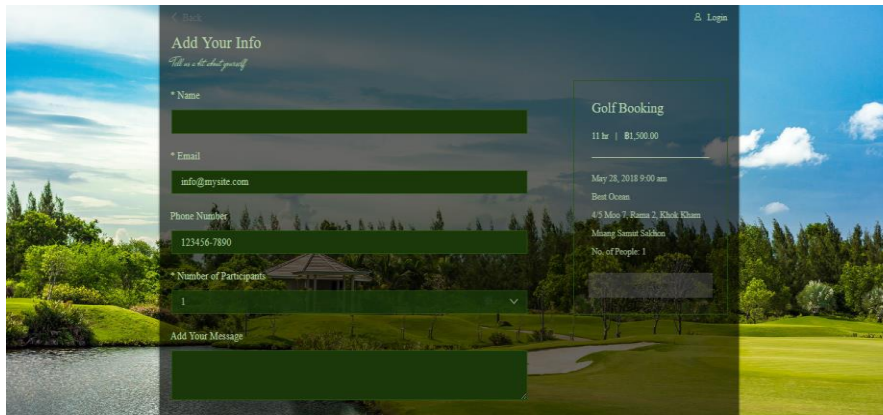 Back
Login
Add Your Info
Tell us a bit about yourself
* Name
* Email
info@mysite.com
Phone Number
123456-7890
* Number of Participants
1
Add Your Message
Golf Booking
11 hr | ฿1,500.00
May 28, 2018 9:00 am
Best Ocean
4/5 Moo 7, Rama 2, Khok Kham
Mueang Samut Sakhon
No. of People: 1